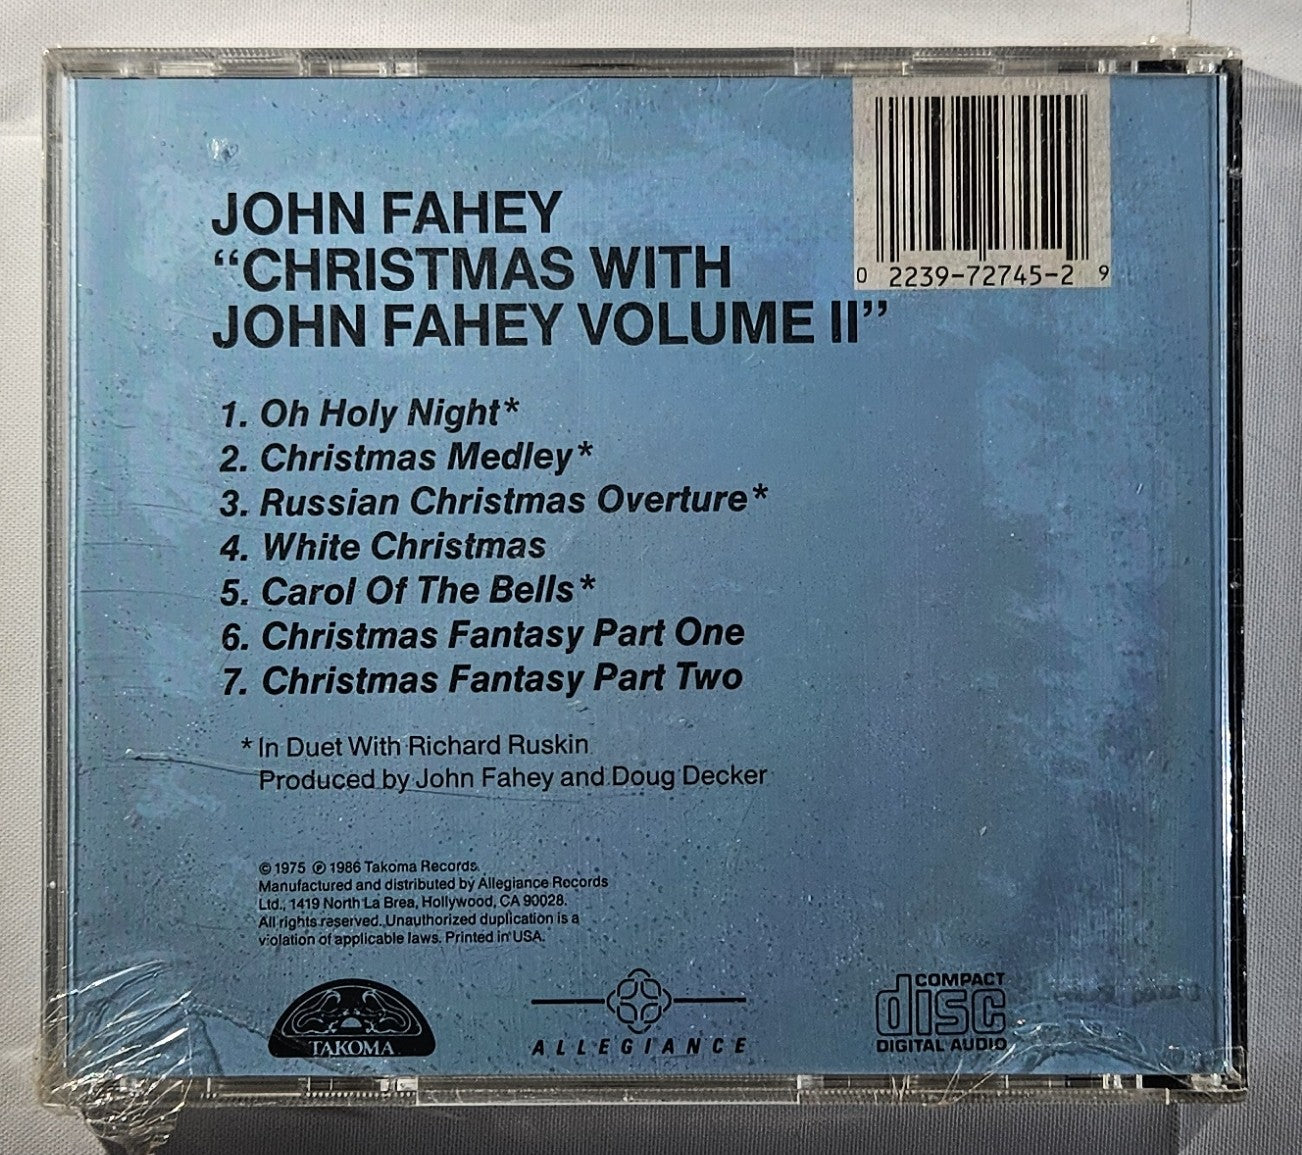 0 2239-72745-2 9
JOHN FAHEY
“CHRISTMAS WITH
JOHN FAHEY VOLUME II”
1. Oh Holy Night*
2. Christmas Medley*
3. Russian Christmas Overture*
4. White Christmas
5. Carol Of The Bells*
6. Christmas Fantasy Part One
7. Christmas Fantasy Part Two
* In Duet With Richard Ruskin
Produced by John Fahey and Doug Decker
© 1975 ℗ 1986 Takoma Records.
Manufactured and distributed by Allegiance Records
Ltd., 1419 North La Brea, Hollywood, CA 90028.
All rights reserved. Unauthorized duplication is a
violation of applicable laws. Printed in USA.
TAKOMA
ALLEGIANCE
COMPACT
disc
DIGITAL AUDIO